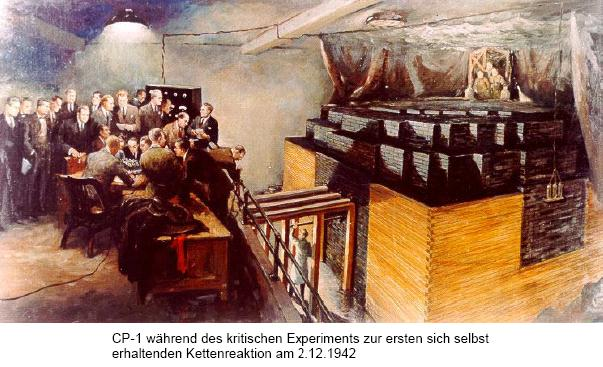 CP-1 während des kritischen Experiments zur ersten sich selbst
erhaltenden Kettenreaktion am 2.12.1942